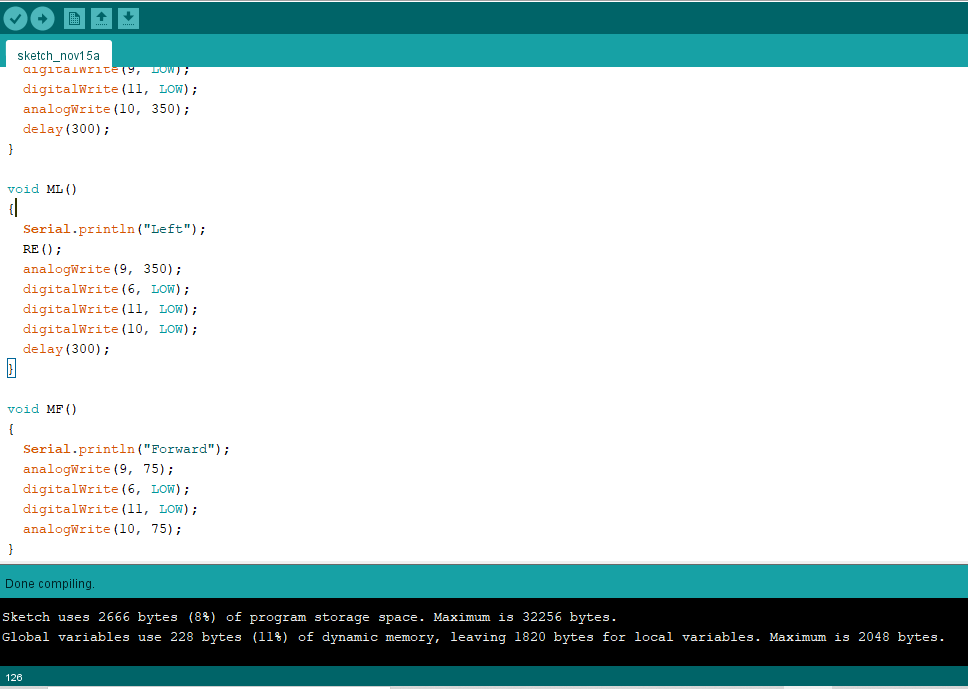 sketch_nov15a
  digitalWrite(9, LOW);
  digitalWrite(11, LOW);
  analogWrite(10, 350);
  delay(300);
}
void ML()
{
  Serial.println("Left");
  RE();
  analogWrite(9, 350);
  digitalWrite(6, LOW);
  digitalWrite(11, LOW);
  digitalWrite(10, LOW);
  delay(300);
}
void MF()
{
  Serial.println("Forward");
  analogWrite(9, 75);
  digitalWrite(6, LOW);
  digitalWrite(11, LOW);
  analogWrite(10, 75);
}
Done compiling.
Sketch uses 2666 bytes (8%) of program storage space. Maximum is 32256 bytes.
Global variables use 228 bytes (11%) of dynamic memory, leaving 1820 bytes for local variables. Maximum is 2048 bytes.
126